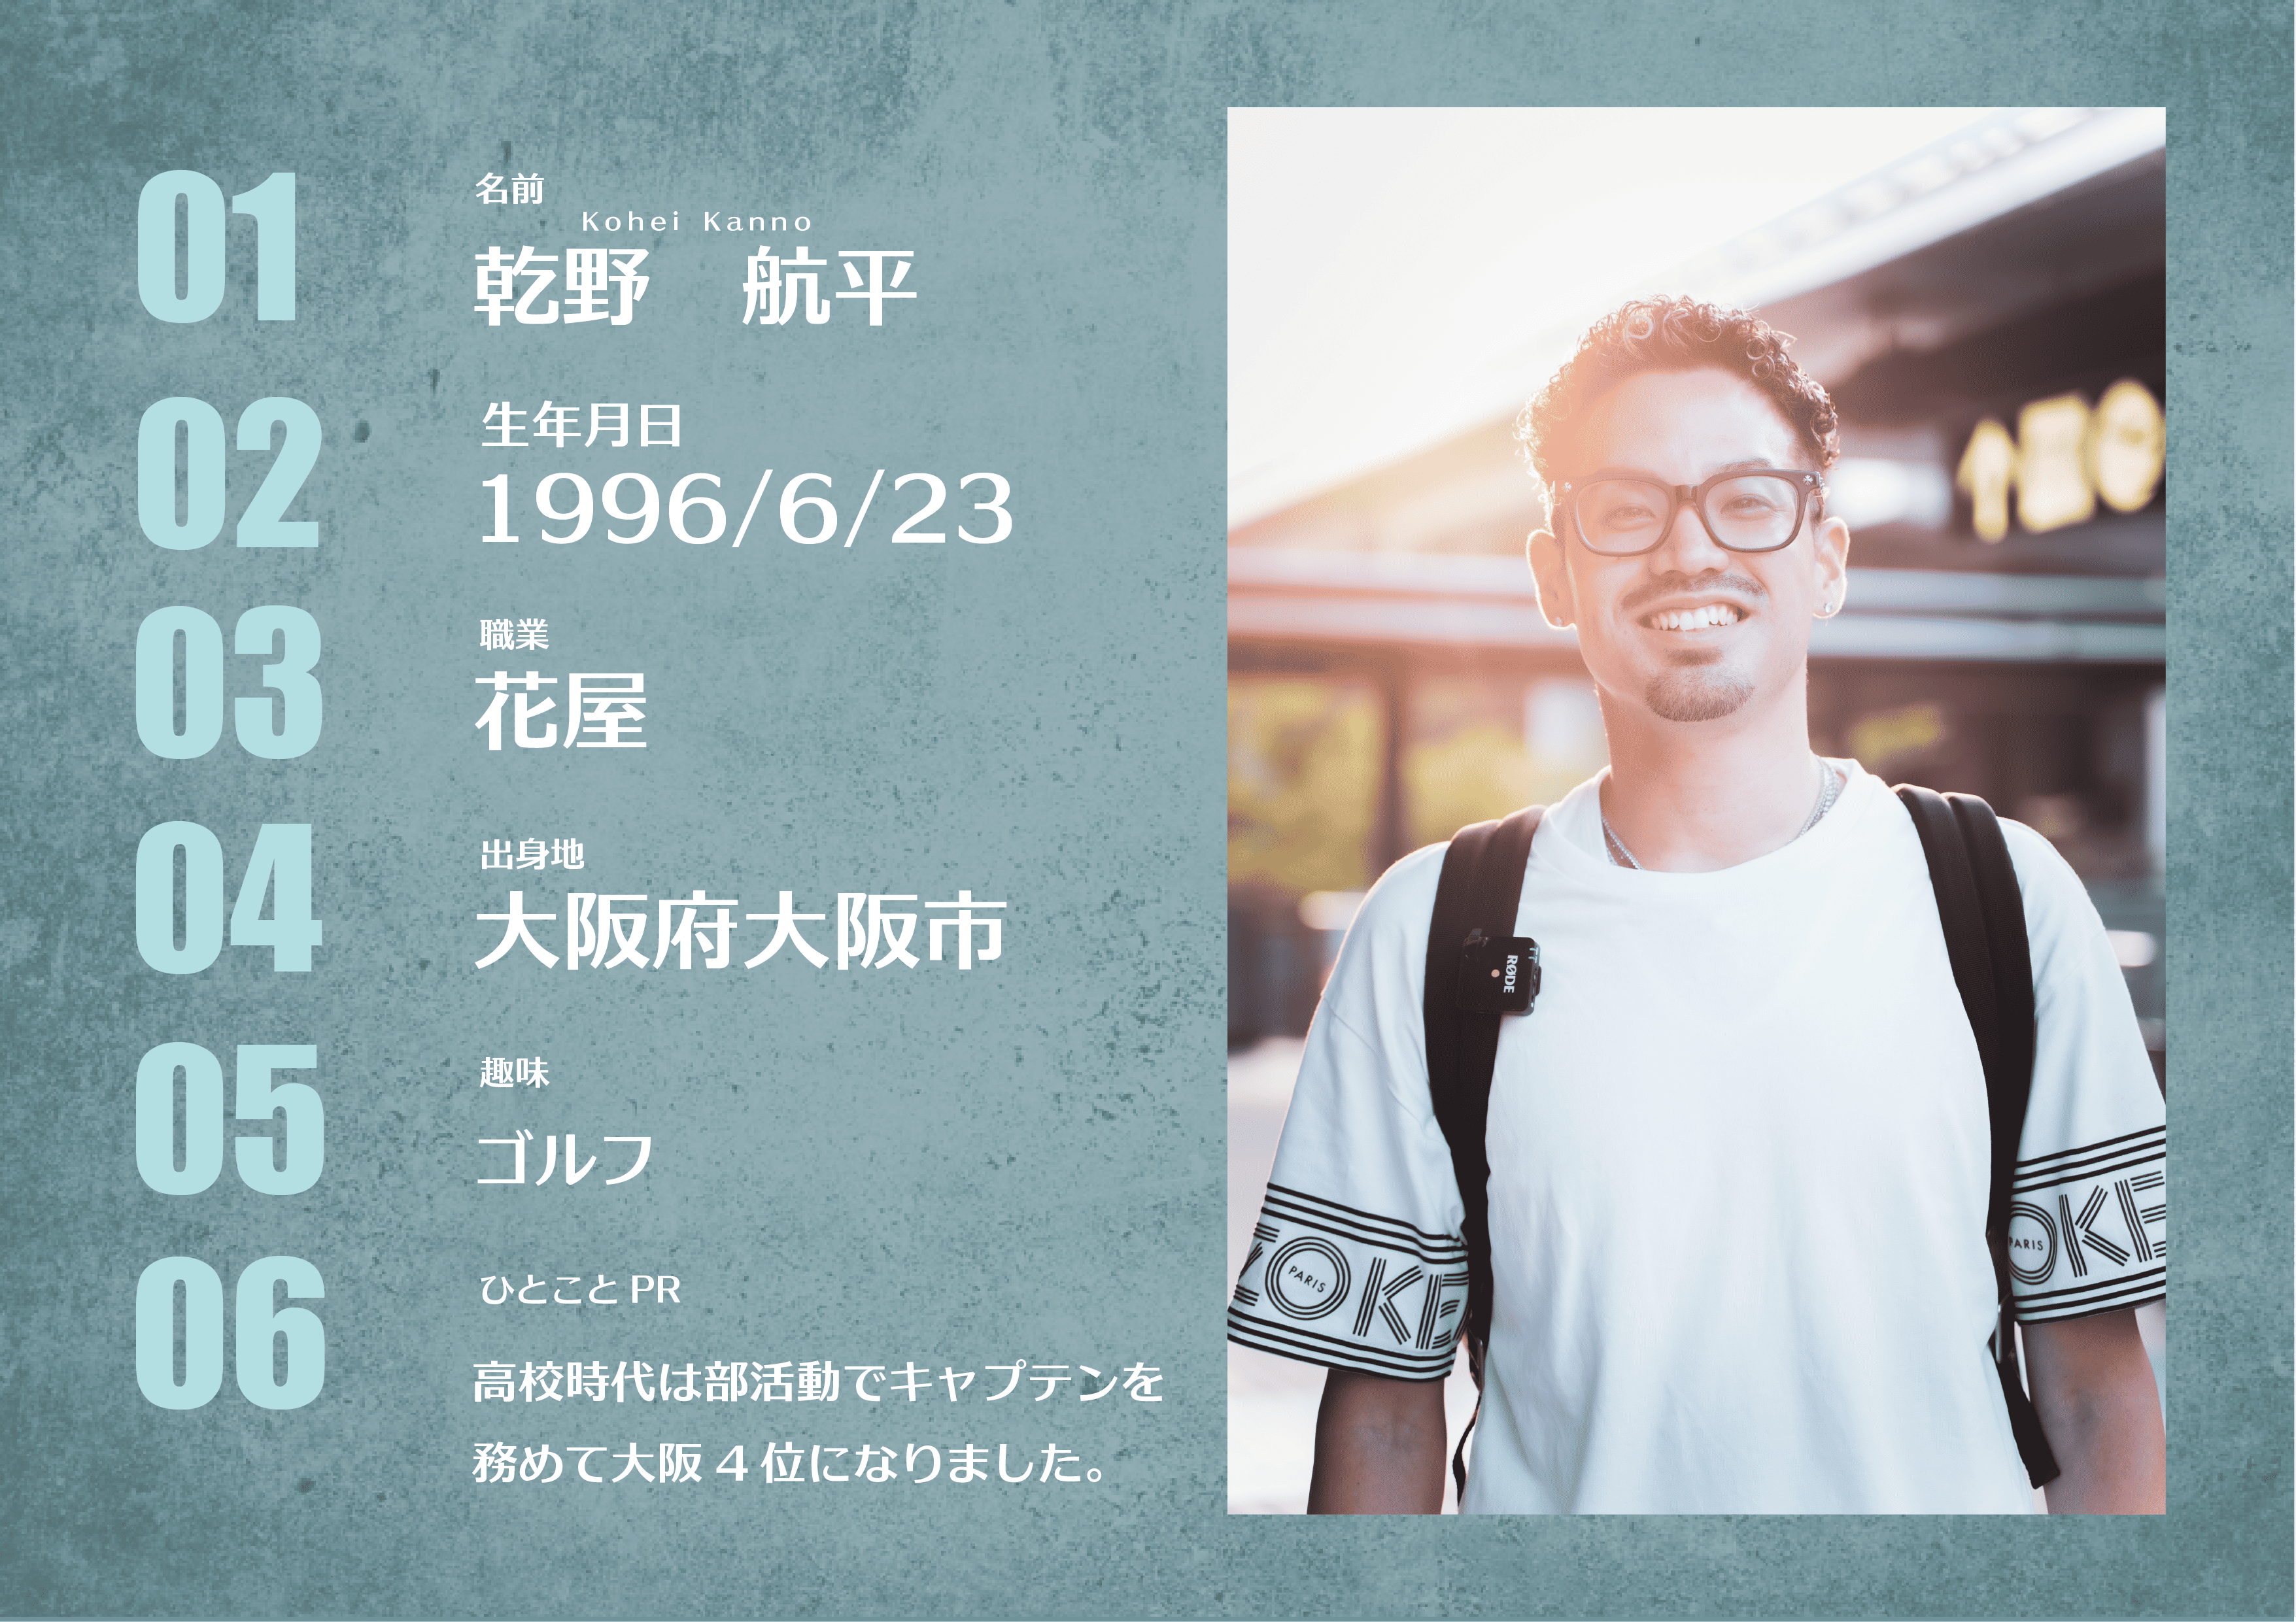 01
名前
Kohei Kanno
乾野　航平
02
生年月日
1996/6/23
03
職業
花屋
04
出身地
大阪府大阪市
05
趣味
ゴルフ
06
ひとことPR
高校時代は部活動でキャプテンを
務めて大阪４位になりました。
RØDE
PARIS
PARIS